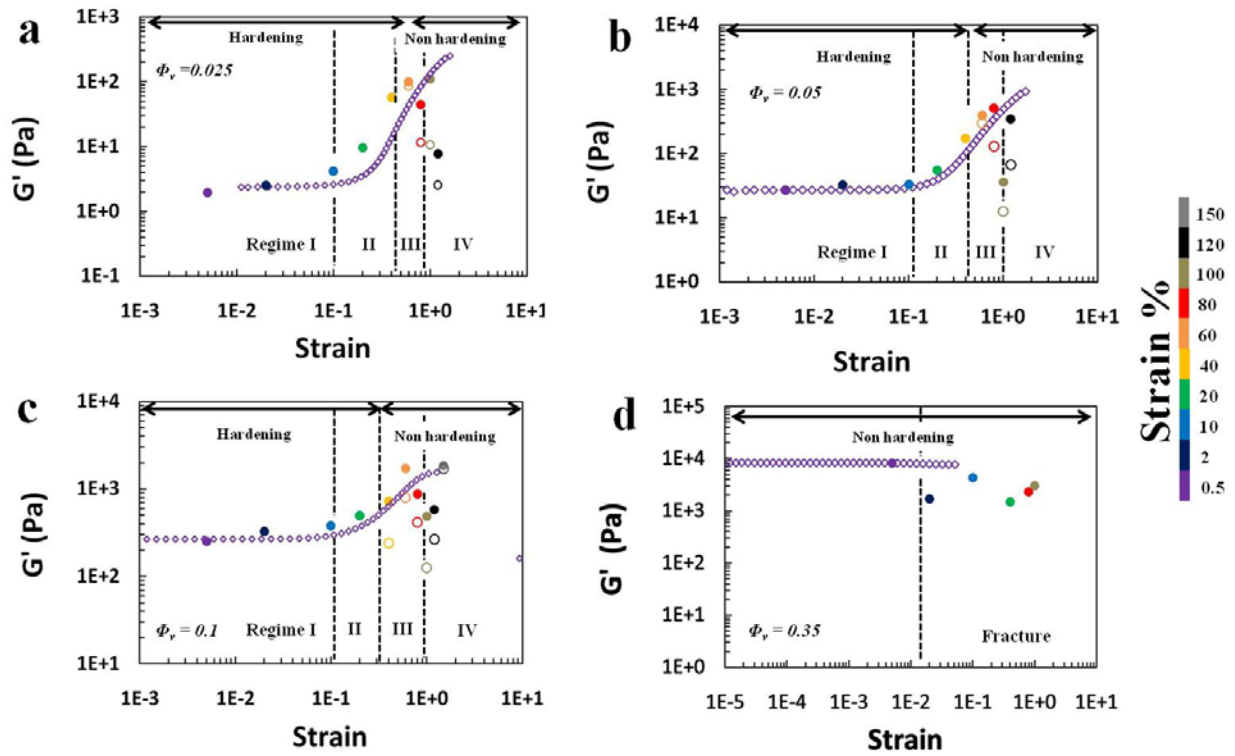 a
1E+3
1E+2
1E+1
1E+0
1E-1
G' (Pa)
Hardening
Non hardening
Φv =0.025
Regime I
II
III
IV
1E-3
1E-2
1E-1
1E+0
1E+1
Strain
b
1E+4
1E+3
1E+2
1E+1
1E+0
G' (Pa)
Hardening
Non hardening
Φv = 0.05
Regime I
II
III
IV
1E-3
1E-2
1E-1
1E+0
1E+1
Strain
c
1E+4
1E+3
1E+2
1E+1
G' (Pa)
Hardening
Non hardening
Φv = 0.1
Regime I
II
III
IV
1E-3
1E-2
1E-1
1E+0
1E+1
Strain
d
1E+5
1E+4
1E+3
1E+2
1E+1
1E+0
G' (Pa)
Non hardening
Φv = 0.35
Fracture
1E-5
1E-4
1E-3
1E-2
1E-1
1E+0
1E+1
Strain
Strain %
150
120
100
80
60
40
20
10
2
0.5